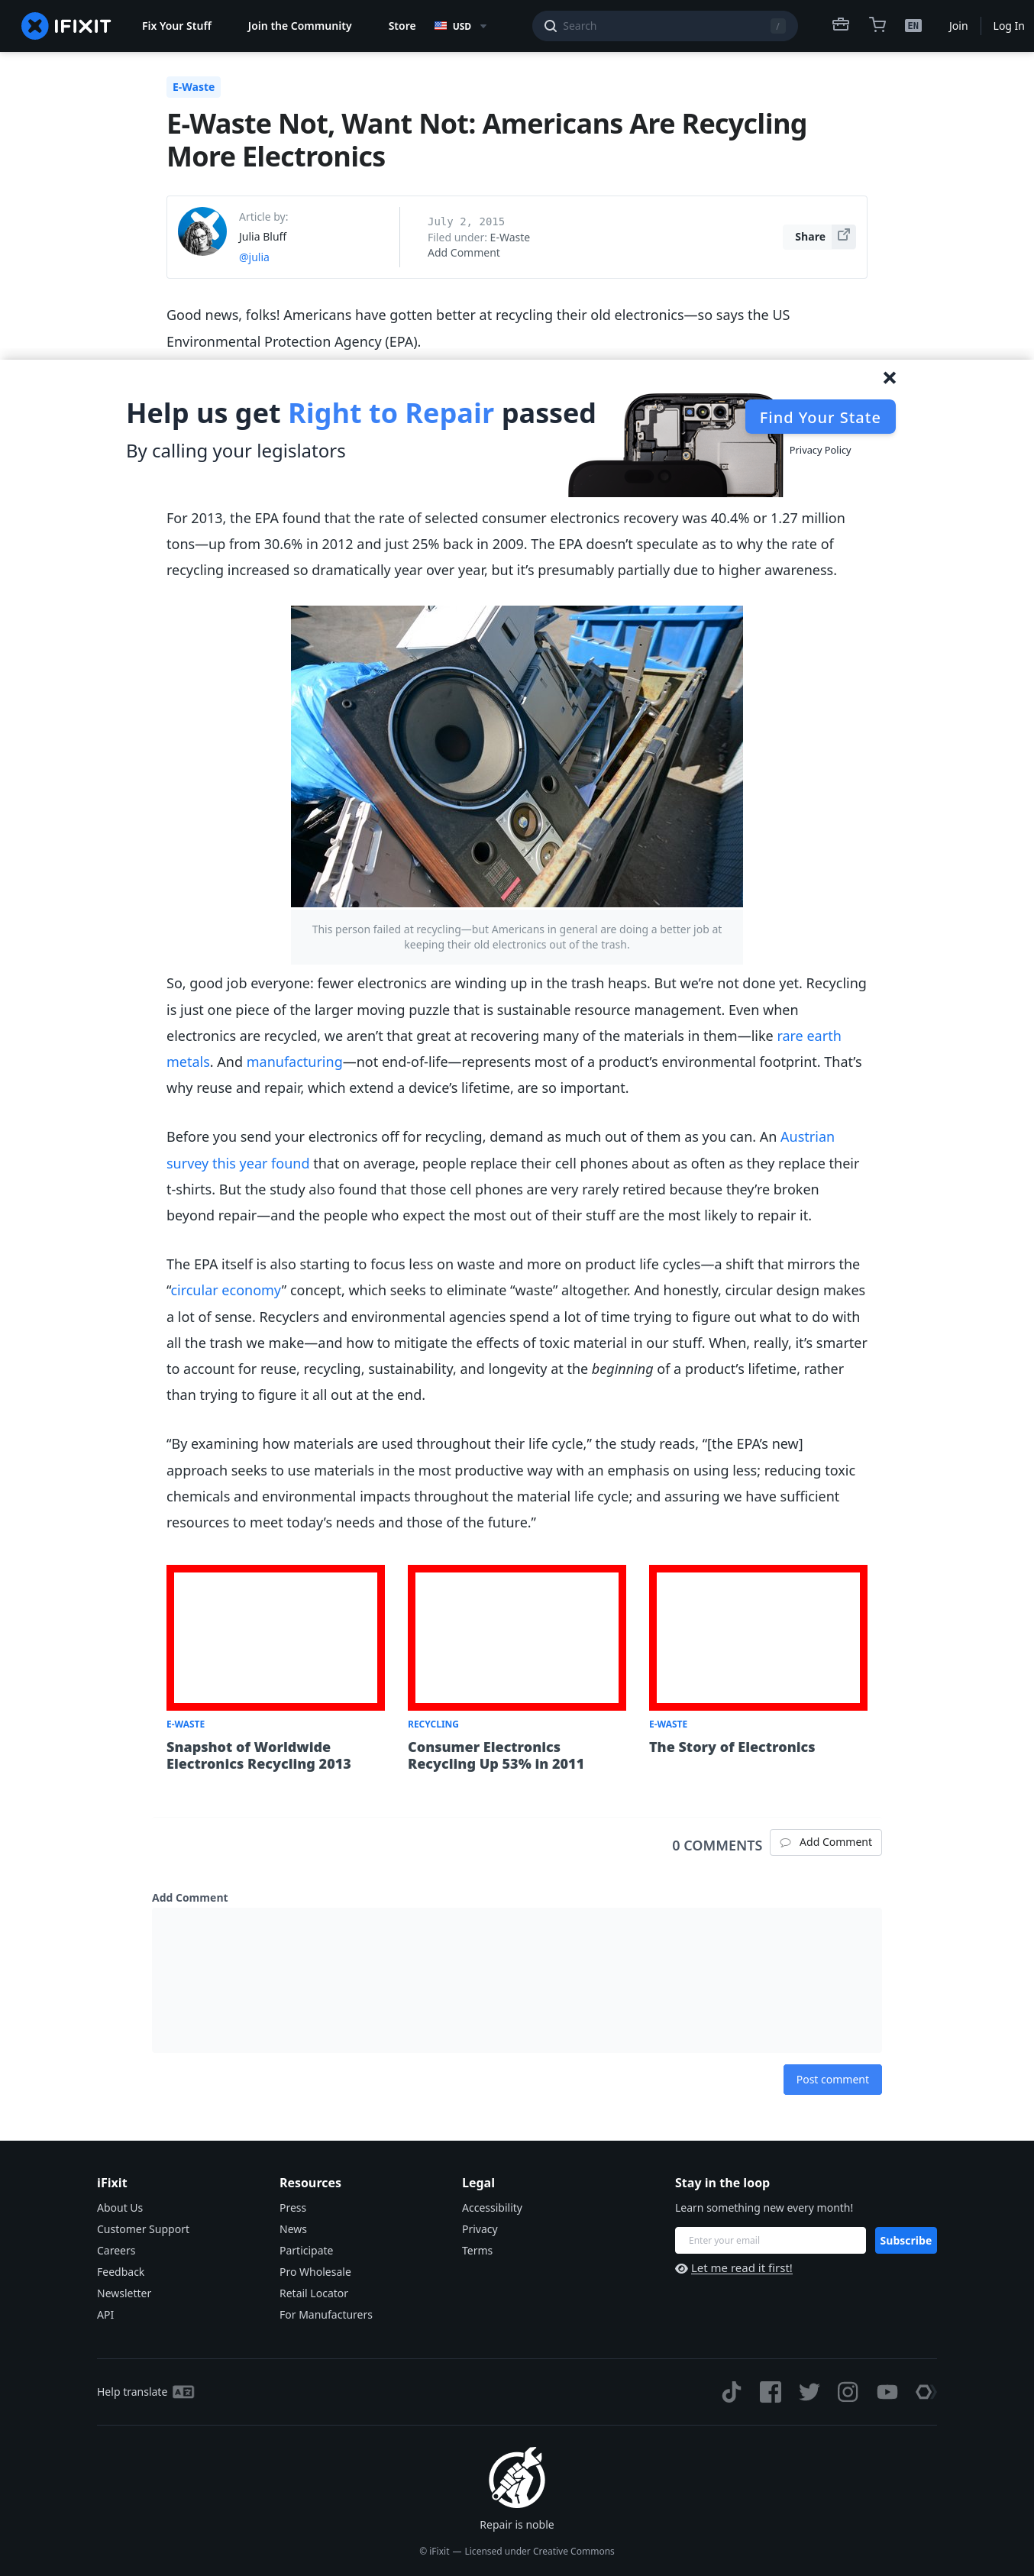 IFIXIT
Fix Your Stuff
Join the Community
Store
USD
Search
/
EN
Join
Log In
E-Waste
E-Waste Not, Want Not: Americans Are Recycling
More Electronics
Article by:
Julia Bluff
@julia
July 2, 2015
Filed under: E-Waste
Add Comment
Share
Good news, folks! Americans have gotten better at recycling their old electronics—so says the US
Environmental Protection Agency (EPA).
Help us get Right to Repair passed
By calling your legislators
Find Your State
Privacy Policy
For 2013, the EPA found that the rate of selected consumer electronics recovery was 40.4% or 1.27 million
tons—up from 30.6% in 2012 and just 25% back in 2009. The EPA doesn’t speculate as to why the rate of
recycling increased so dramatically year over year, but it’s presumably partially due to higher awareness.
This person failed at recycling—but Americans in general are doing a better job at
keeping their old electronics out of the trash.
So, good job everyone: fewer electronics are winding up in the trash heaps. But we’re not done yet. Recycling
is just one piece of the larger moving puzzle that is sustainable resource management. Even when
electronics are recycled, we aren’t that great at recovering many of the materials in them—like rare earth
metals. And manufacturing—not end-of-life—represents most of a product’s environmental footprint. That’s
why reuse and repair, which extend a device’s lifetime, are so important.
Before you send your electronics off for recycling, demand as much out of them as you can. An Austrian
survey this year found that on average, people replace their cell phones about as often as they replace their
t-shirts. But the study also found that those cell phones are very rarely retired because they’re broken
beyond repair—and the people who expect the most out of their stuff are the most likely to repair it.
The EPA itself is also starting to focus less on waste and more on product life cycles—a shift that mirrors the
“circular economy” concept, which seeks to eliminate “waste” altogether. And honestly, circular design makes
a lot of sense. Recyclers and environmental agencies spend a lot of time trying to figure out what to do with
all the trash we make—and how to mitigate the effects of toxic material in our stuff. When, really, it’s smarter
to account for reuse, recycling, sustainability, and longevity at the beginning of a product’s lifetime, rather
than trying to figure it all out at the end.
“By examining how materials are used throughout their life cycle,” the study reads, “[the EPA’s new]
approach seeks to use materials in the most productive way with an emphasis on using less; reducing toxic
chemicals and environmental impacts throughout the material life cycle; and assuring we have sufficient
resources to meet today’s needs and those of the future.”
E-WASTE
Snapshot of Worldwide
Electronics Recycling 2013
RECYCLING
Consumer Electronics
Recycling Up 53% in 2011
E-WASTE
The Story of Electronics
0 COMMENTS
Add Comment
Add Comment
Post comment
iFixit
About Us
Customer Support
Careers
Feedback
Newsletter
API
Resources
Press
News
Participate
Pro Wholesale
Retail Locator
For Manufacturers
Legal
Accessibility
Privacy
Terms
Stay in the loop
Learn something new every month!
Enter your email
Subscribe
Let me read it first!
Help translate
Repair is noble
© iFixit — Licensed under Creative Commons